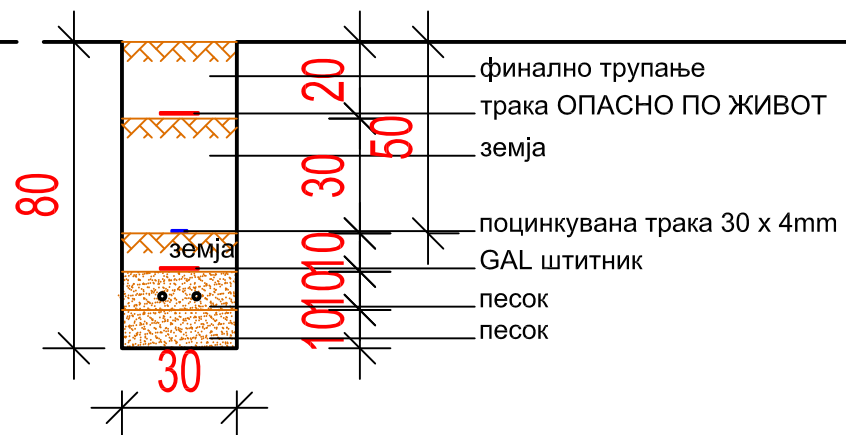 финално трупање
20
трака ОПАСНО ПО ЖИВОТ
50
земја
30
80
поцинкувана трака 30 x 4mm
земја
10
GAL штитник
10
песок
10
песок
30